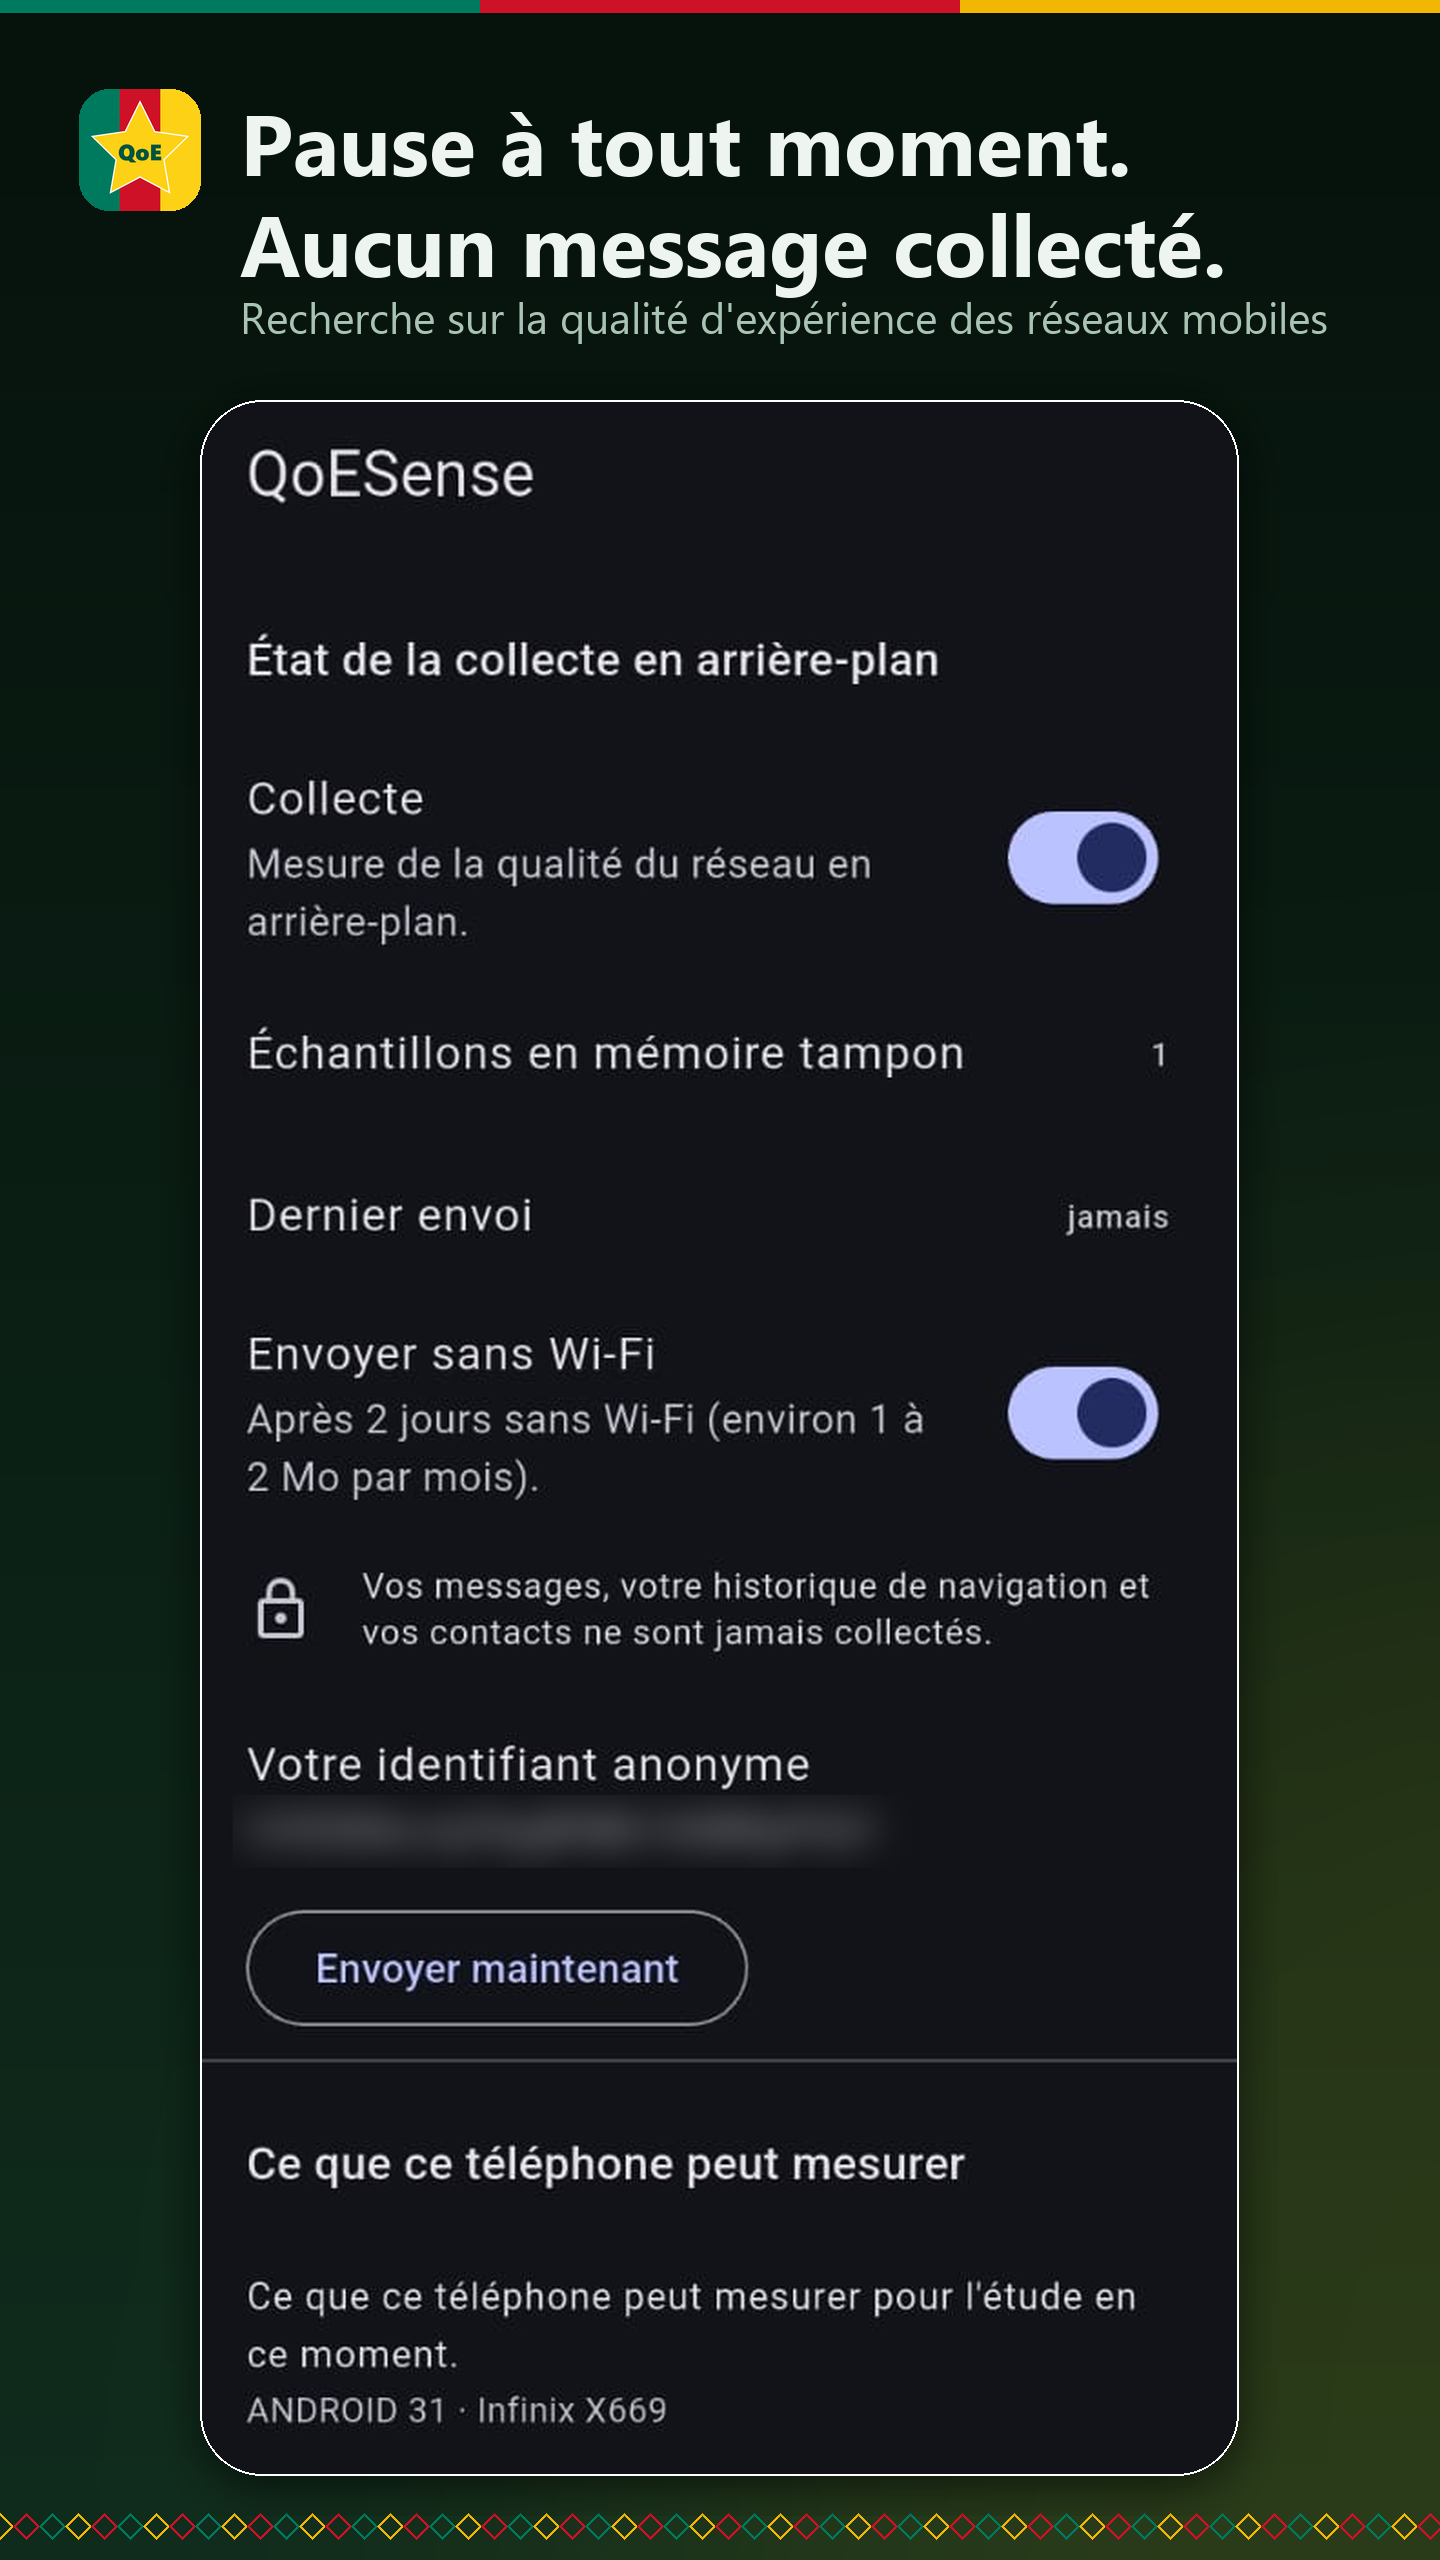 QoE
Pause à tout moment.
Aucun message collecté.
Recherche sur la qualité d'expérience des réseaux mobiles
QoESense
État de la collecte en arrière-plan
Collecte
Mesure de la qualité du réseau en
arrière-plan.
Échantillons en mémoire tampon 1
Dernier envoi jamais
Envoyer sans Wi-Fi
Après 2 jours sans Wi-Fi (environ 1 à
2 Mo par mois).
Vos messages, votre historique de navigation et
vos contacts ne sont jamais collectés.
Votre identifiant anonyme
Envoyer maintenant
Ce que ce téléphone peut mesurer
Ce que ce téléphone peut mesurer pour l'étude en
ce moment.
ANDROID 31 · Infinix X669